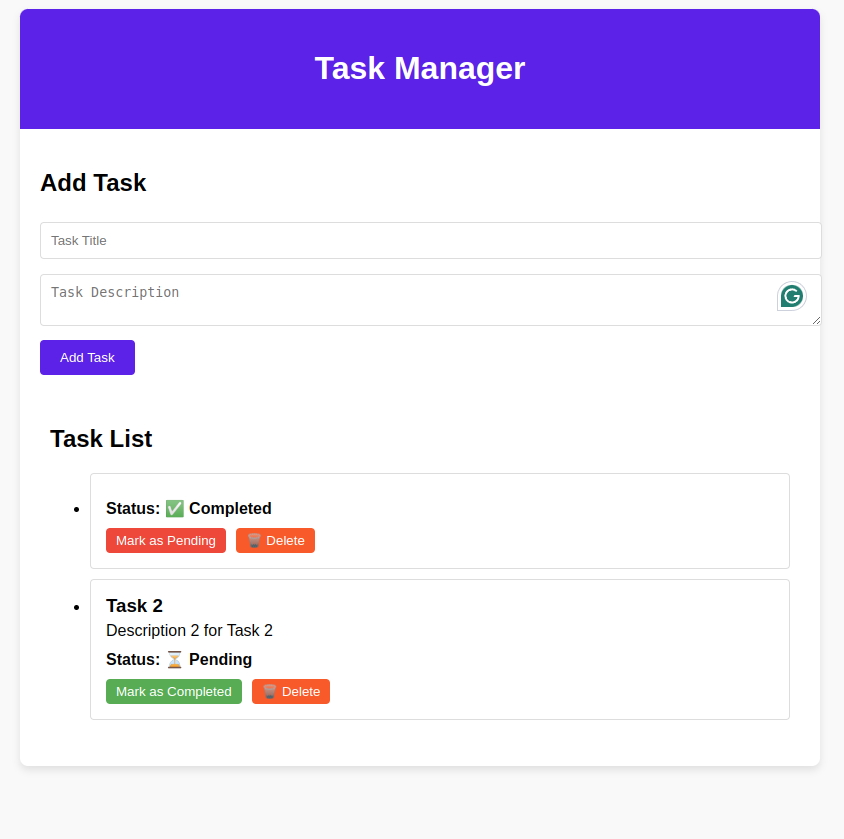 Task Manager
Add Task
Task Title
Task Description
Add Task
Task List
Status: ✅ Completed
Mark as Pending 🗑️ Delete
Task 2
Description 2 for Task 2
Status: ⏳ Pending
Mark as Completed 🗑️ Delete